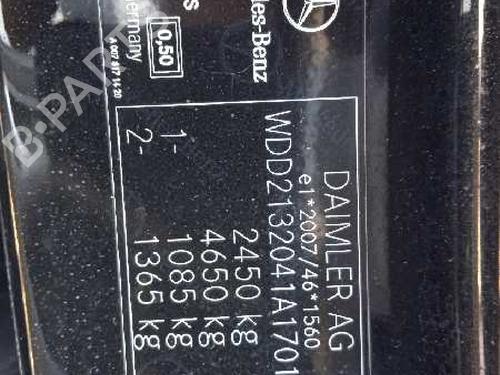 DAIMLER AG
e1*2007/46*1560
WDD2132041A1701
2450 kg
4650 kg
1- 1085 kg
2- 1365 kg
des-Benz
Germany
0,50
B-PARTS